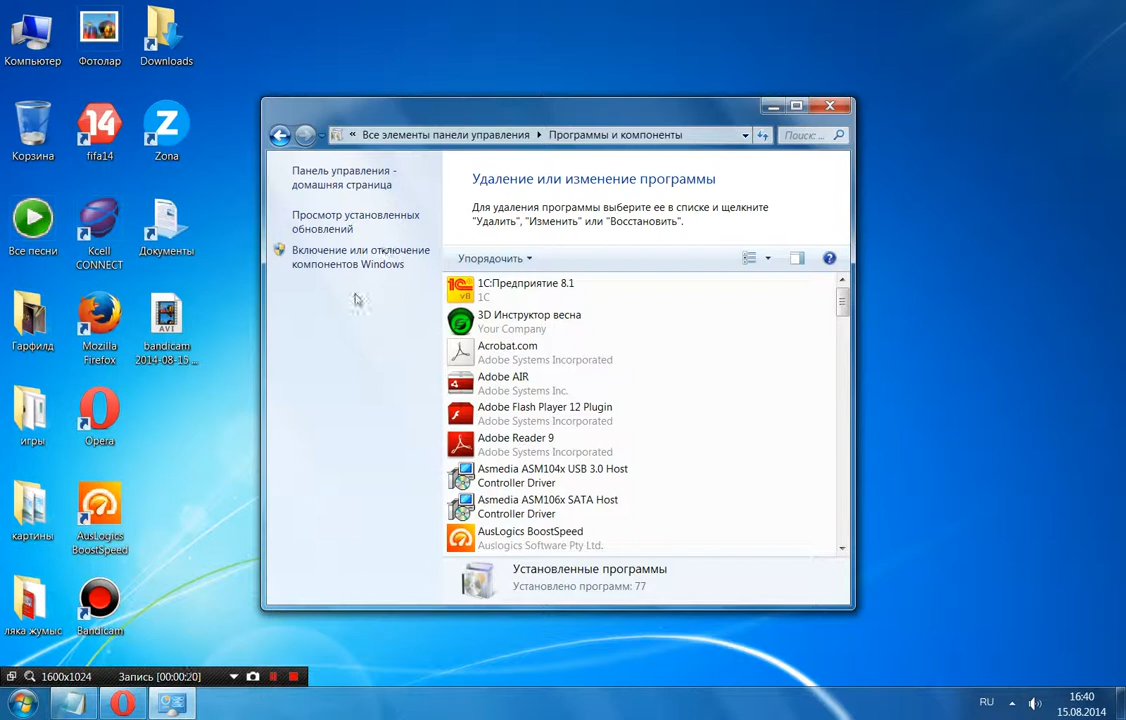 Компьютер
Фотолар
Downloads
Корзина
14
fifa14
Z
Zona
Все песни
Kcell
CONNECT
Документы
Гарфилд
Mozilla
Firefox
AVI
bandicam
2014-08-15 ...
игры
Opera
картины
AusLogics
BoostSpeed
ляка жумыс
Bandicam
« Все элементы панели управления
Программы и компоненты
Поиск: ...
Панель управления -
домашняя страница
Просмотр установленных
обновлений
Включение или отключение
компонентов Windows
Удаление или изменение программы
Для удаления программы выберите ее в списке и щелкните
"Удалить", "Изменить" или "Восстановить".
Упорядочить
1С:Предприятие 8.1
1C
3D Инструктор весна
Your Company
Acrobat.com
Adobe Systems Incorporated
Adobe AIR
Adobe Systems Inc.
Adobe Flash Player 12 Plugin
Adobe Systems Incorporated
Adobe Reader 9
Adobe Systems Incorporated
Asmedia ASM104x USB 3.0 Host
Controller Driver
Asmedia ASM106x SATA Host
Controller Driver
AusLogics BoostSpeed
Auslogics Software Pty Ltd.
Установленные программы
Установлено программ: 77
1600x1024
Запись [00:00:20]
RU
16:40
15.08.2014